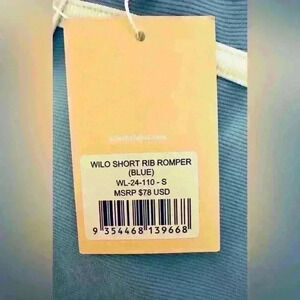 WILO SHORT RIB ROMPER
(BLUE)
WL-24-110 - S
MSRP $78 USD
9 354468 139668